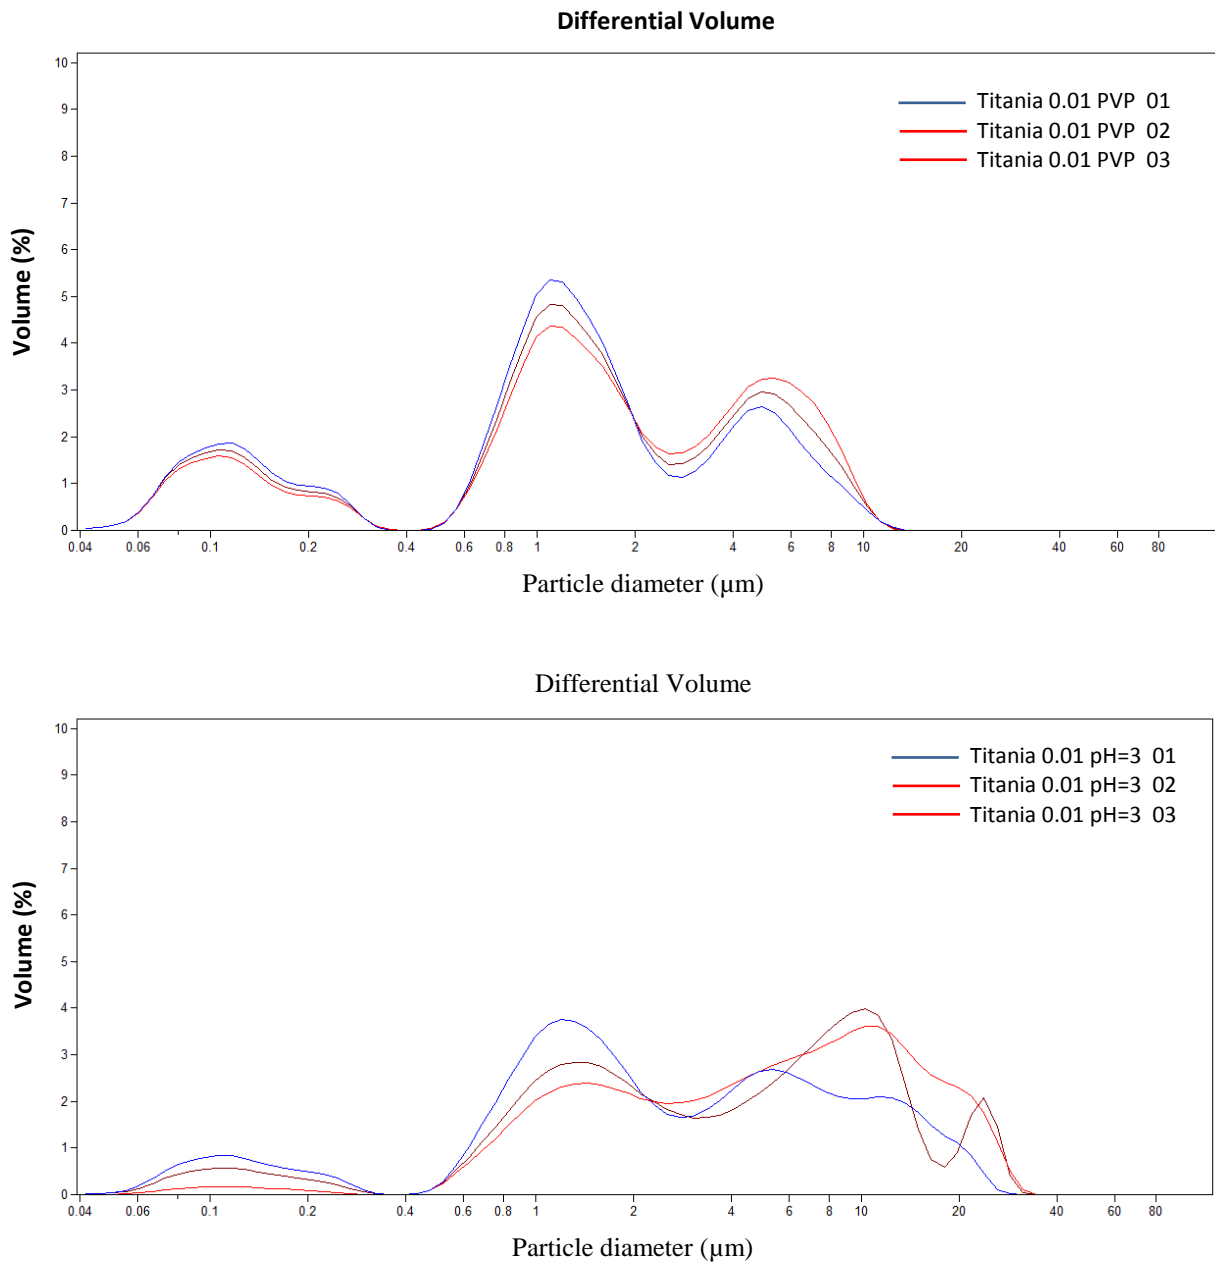 Differential Volume
10
9
8
7
6
5
4
3
2
1
0
Volume (%)
Titania 0.01 PVP  01
Titania 0.01 PVP  02
Titania 0.01 PVP  03
0.04 0.06 0.1 0.2 0.4 0.6 0.8 1 2 4 6 8 10 20 40 60 80
Particle diameter (µm)
Differential Volume
10
9
8
7
6
5
4
3
2
1
0
Volume (%)
Titania 0.01 pH=3  01
Titania 0.01 pH=3  02
Titania 0.01 pH=3  03
0.04 0.06 0.1 0.2 0.4 0.6 0.8 1 2 4 6 8 10 20 40 60 80
Particle diameter (µm)